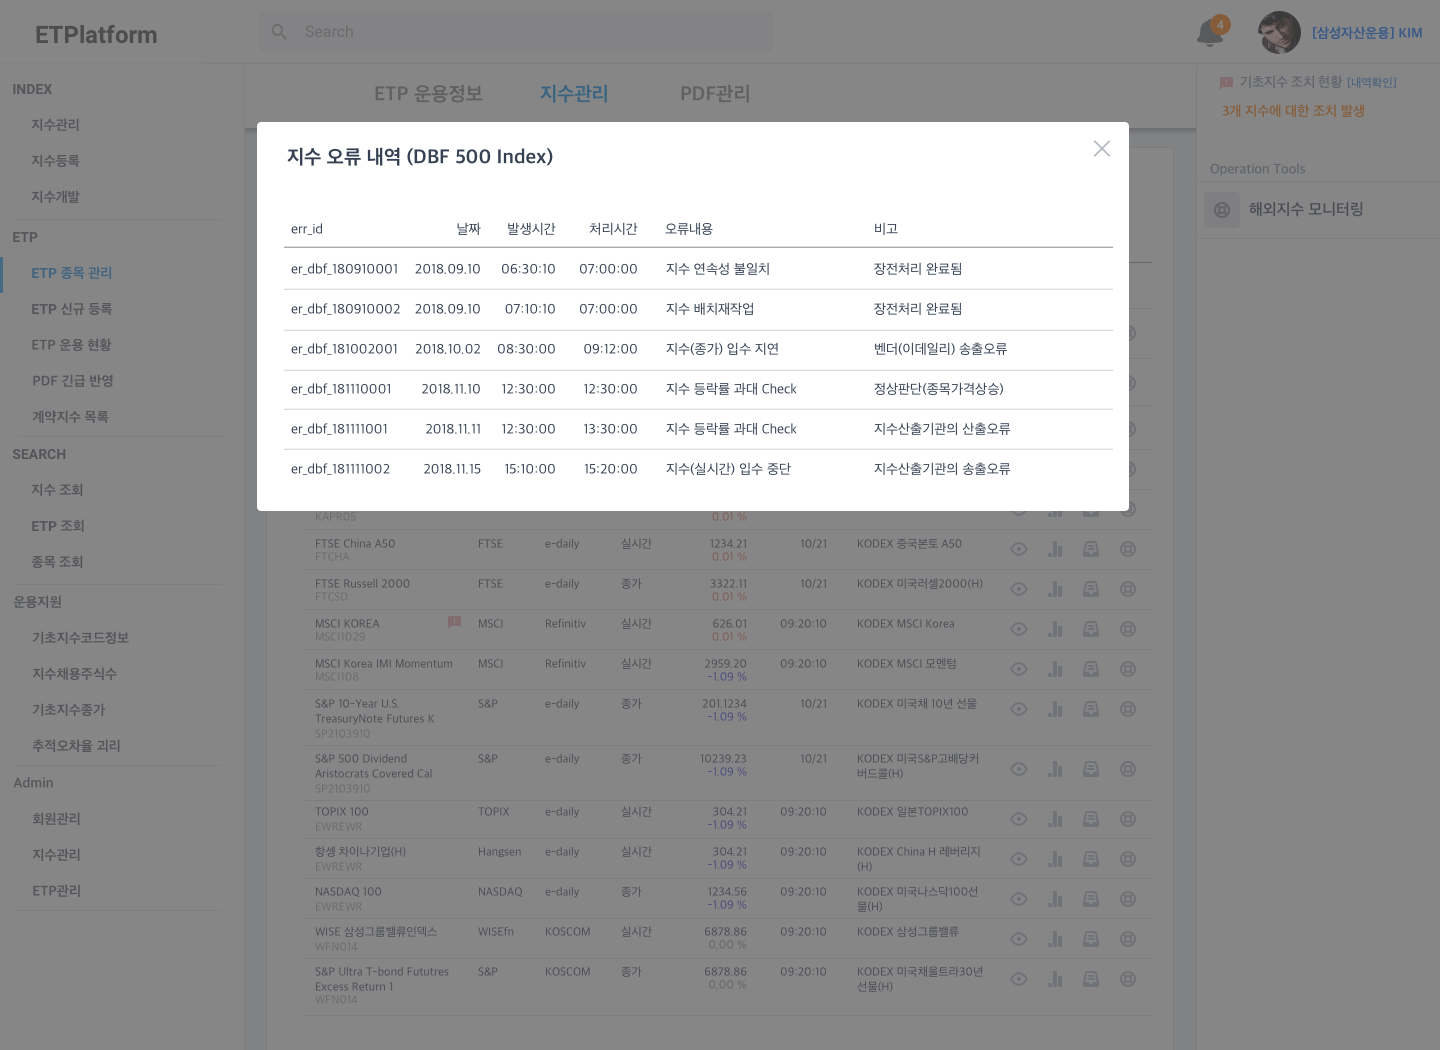 ETPlatform
Search
4
[삼성자산운용] KIM
INDEX
지수관리
지수등록
지수개발
ETP
ETP 종목 관리
ETP 신규 등록
ETP 운용 현황
PDF 긴급 반영
계약지수 목록
SEARCH
지수 조회
ETP 조회
종목 조회
운용지원
기초지수코드정보
지수채용주식수
기초지수종가
추적오차율 괴리
Admin
회원관리
지수관리
ETP관리
ETP 운용정보 지수관리 PDF관리
기초지수 조치 현황 [내역확인]
3개 지수에 대한 조치 발생
Operation Tools
해외지수 모니터링
지수 오류 내역 (DBF 500 Index)
err_id 날짜 발생시간 처리시간 오류내용 비고
er_dbf_180910001 2018.09.10 06:30:10 07:00:00 지수 연속성 불일치 장전처리 완료됨
er_dbf_180910002 2018.09.10 07:10:10 07:00:00 지수 배치재작업 장전처리 완료됨
er_dbf_181002001 2018.10.02 08:30:00 09:12:00 지수(종가) 입수 지연 벤더(이데일리) 송출오류
er_dbf_181110001 2018.11.10 12:30:00 12:30:00 지수 등락률 과대 Check 정상판단(종목가격상승)
er_dbf_181111001 2018.11.11 12:30:00 13:30:00 지수 등락률 과대 Check 지수산출기관의 산출오류
er_dbf_181111002 2018.11.15 15:10:00 15:20:00 지수(실시간) 입수 중단 지수산출기관의 송출오류
KAPR05 0.01 %
FTSE China A50 FTSE e-daily 실시간 1234.21 10/21 KODEX 중국본토 A50
FTCHA 0.01 %
FTSE Russell 2000 FTSE e-daily 종가 3322.11 10/21 KODEX 미국러셀2000(H)
FTCSD 0.01 %
MSCI KOREA MSCI Refinitiv 실시간 626.01 09:20:10 KODEX MSCI Korea
MSCI1029 0.01 %
MSCI Korea IMI Momentum MSCI Refinitiv 실시간 2959.20 09:20:10 KODEX MSCI 모멘텀
MSCI108 -1.09 %
S&P 10-Year U.S. S&P e-daily 종가 201.1234 10/21 KODEX 미국채 10년 선물
TreasuryNote Futures K -1.09 %
SP2103910
S&P 500 Dividend S&P e-daily 종가 10239.23 10/21 KODEX 미국S&P고배당커
Aristocrats Covered Cal -1.09 % 버드콜(H)
SP2103910
TOPIX 100 TOPIX e-daily 실시간 304.21 09:20:10 KODEX 일본TOPIX100
EWREWR -1.09 %
항셍 차이나기업(H) Hangsen e-daily 실시간 304.21 09:20:10 KODEX China H 레버리지
EWREWR -1.09 % (H)
NASDAQ 100 NASDAQ e-daily 종가 1234.56 09:20:10 KODEX 미국나스닥100선
EWREWR -1.09 % 물(H)
WISE 삼성그룹밸류인덱스 WISEfn KOSCOM 실시간 6878.86 09:20:10 KODEX 삼성그룹밸류
WFN014 0,00 %
S&P Ultra T-bond Fututres S&P KOSCOM 종가 6878.86 09:20:10 KODEX 미국채울트라30년
Excess Return 1 0,00 % 선물(H)
WFN014